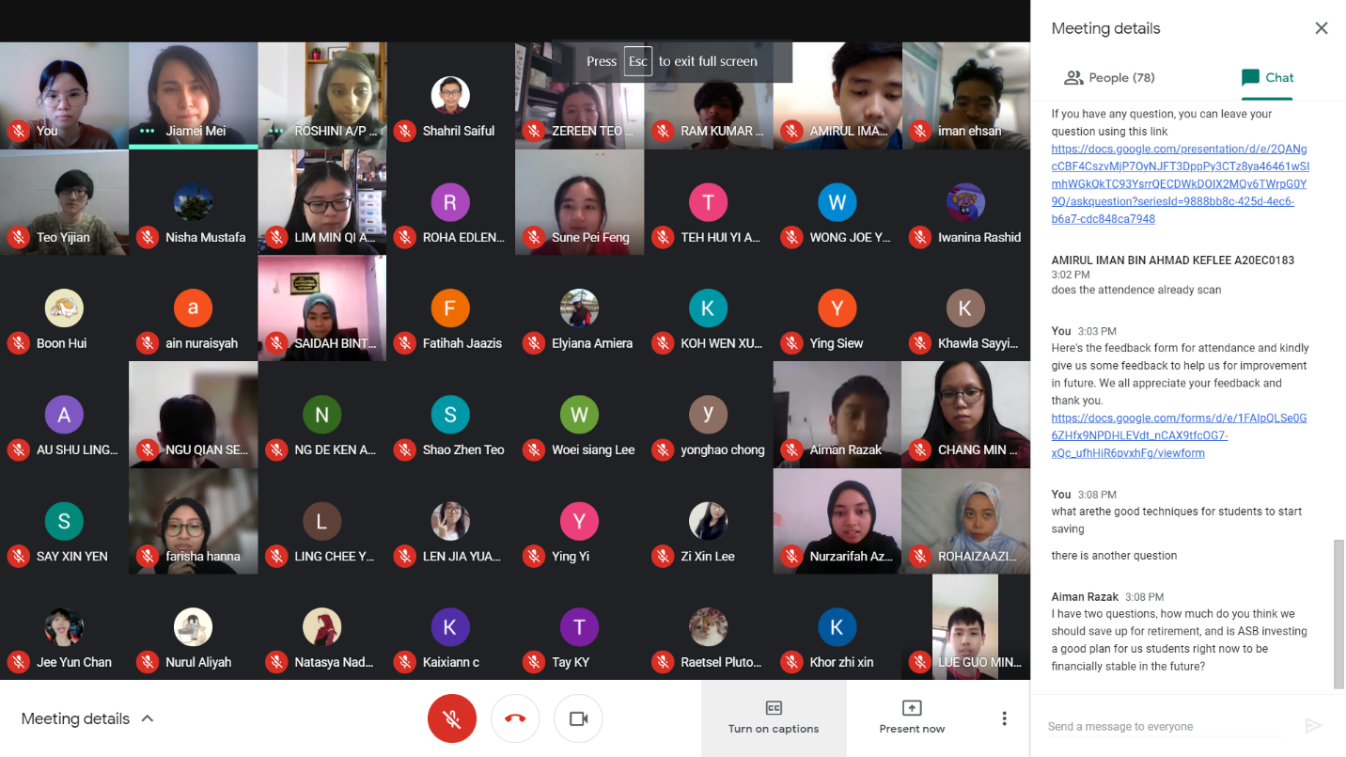 Press Esc to exit full screen
You
Jiamei Mei
ROSHINI A/P ...
Shahril Saiful
ZEREEN TEO ...
RAM KUMAR ...
AMIRUL IMA...
iman ehsan
Teo Yijian
Nisha Mustafa
LIM MIN QI A...
R
ROHA EDLEN...
Sune Pei Feng
T
TEH HUI YI A...
W
WONG JOE Y...
Iwanina Rashid
Boon Hui
a
ain nuraisyah
SAIDAH BINT...
F
Fatihah Jaazis
Elyiana Amiera
K
KOH WEN XU...
Y
Ying Siew
K
Khawla Sayyi...
A
AU SHU LING...
NGU QIAN SE...
N
NG DE KEN A...
S
Shao Zhen Teo
W
Woei siang Lee
y
yonghao chong
Aiman Razak
CHANG MIN ...
S
SAY XIN YEN
farisha hanna
L
LING CHEE Y...
LEN JIA YUA...
Y
Ying Yi
Zi Xin Lee
Nurzarifah Az...
ROHAIZAAZI...
Jee Yun Chan
Nurul Aliyah
Natasya Nad...
K
Kaixiann c
T
Tay KY
Raetsel Pluto...
K
Khor zhi xin
LUE GUO MIN...
Meeting details
CC
Turn on captions
Present now
Meeting details
People (78)
Chat
If you have any question, you can leave your
question using this link
https://docs.google.com/presentation/d/e/2QANg
cCBF4CszvMjP7OyNJFT3DppPy3CTz8ya46461wSI
mhWGkQkTC93YsrrQECDWkDOIX2MQv6TWrpG0Y
9Q/askquestion?seriesId=9888bb8c-425d-4ec6-
b6a7-cdc848ca7948
AMIRUL IMAN BIN AHMAD KEFLEE A20EC0183
3:02 PM
does the attendence already scan
You 3:03 PM
Here's the feedback form for attendance and kindly
give us some feedback to help us for improvement
in future. We all appreciate your feedback and
thank you.
https://docs.google.com/forms/d/e/1FAIpQLSe0G
6ZHfx9NPDHLEVdt_nCAX9tfcOG7-
xQc_ufhHiR6pvxhFg/viewform
You 3:08 PM
what arethe good techniques for students to start
saving
there is another question
Aiman Razak 3:08 PM
I have two questions, how much do you think we
should save up for retirement, and is ASB investing
a good plan for us students right now to be
financially stable in the future?
Send a message to everyone